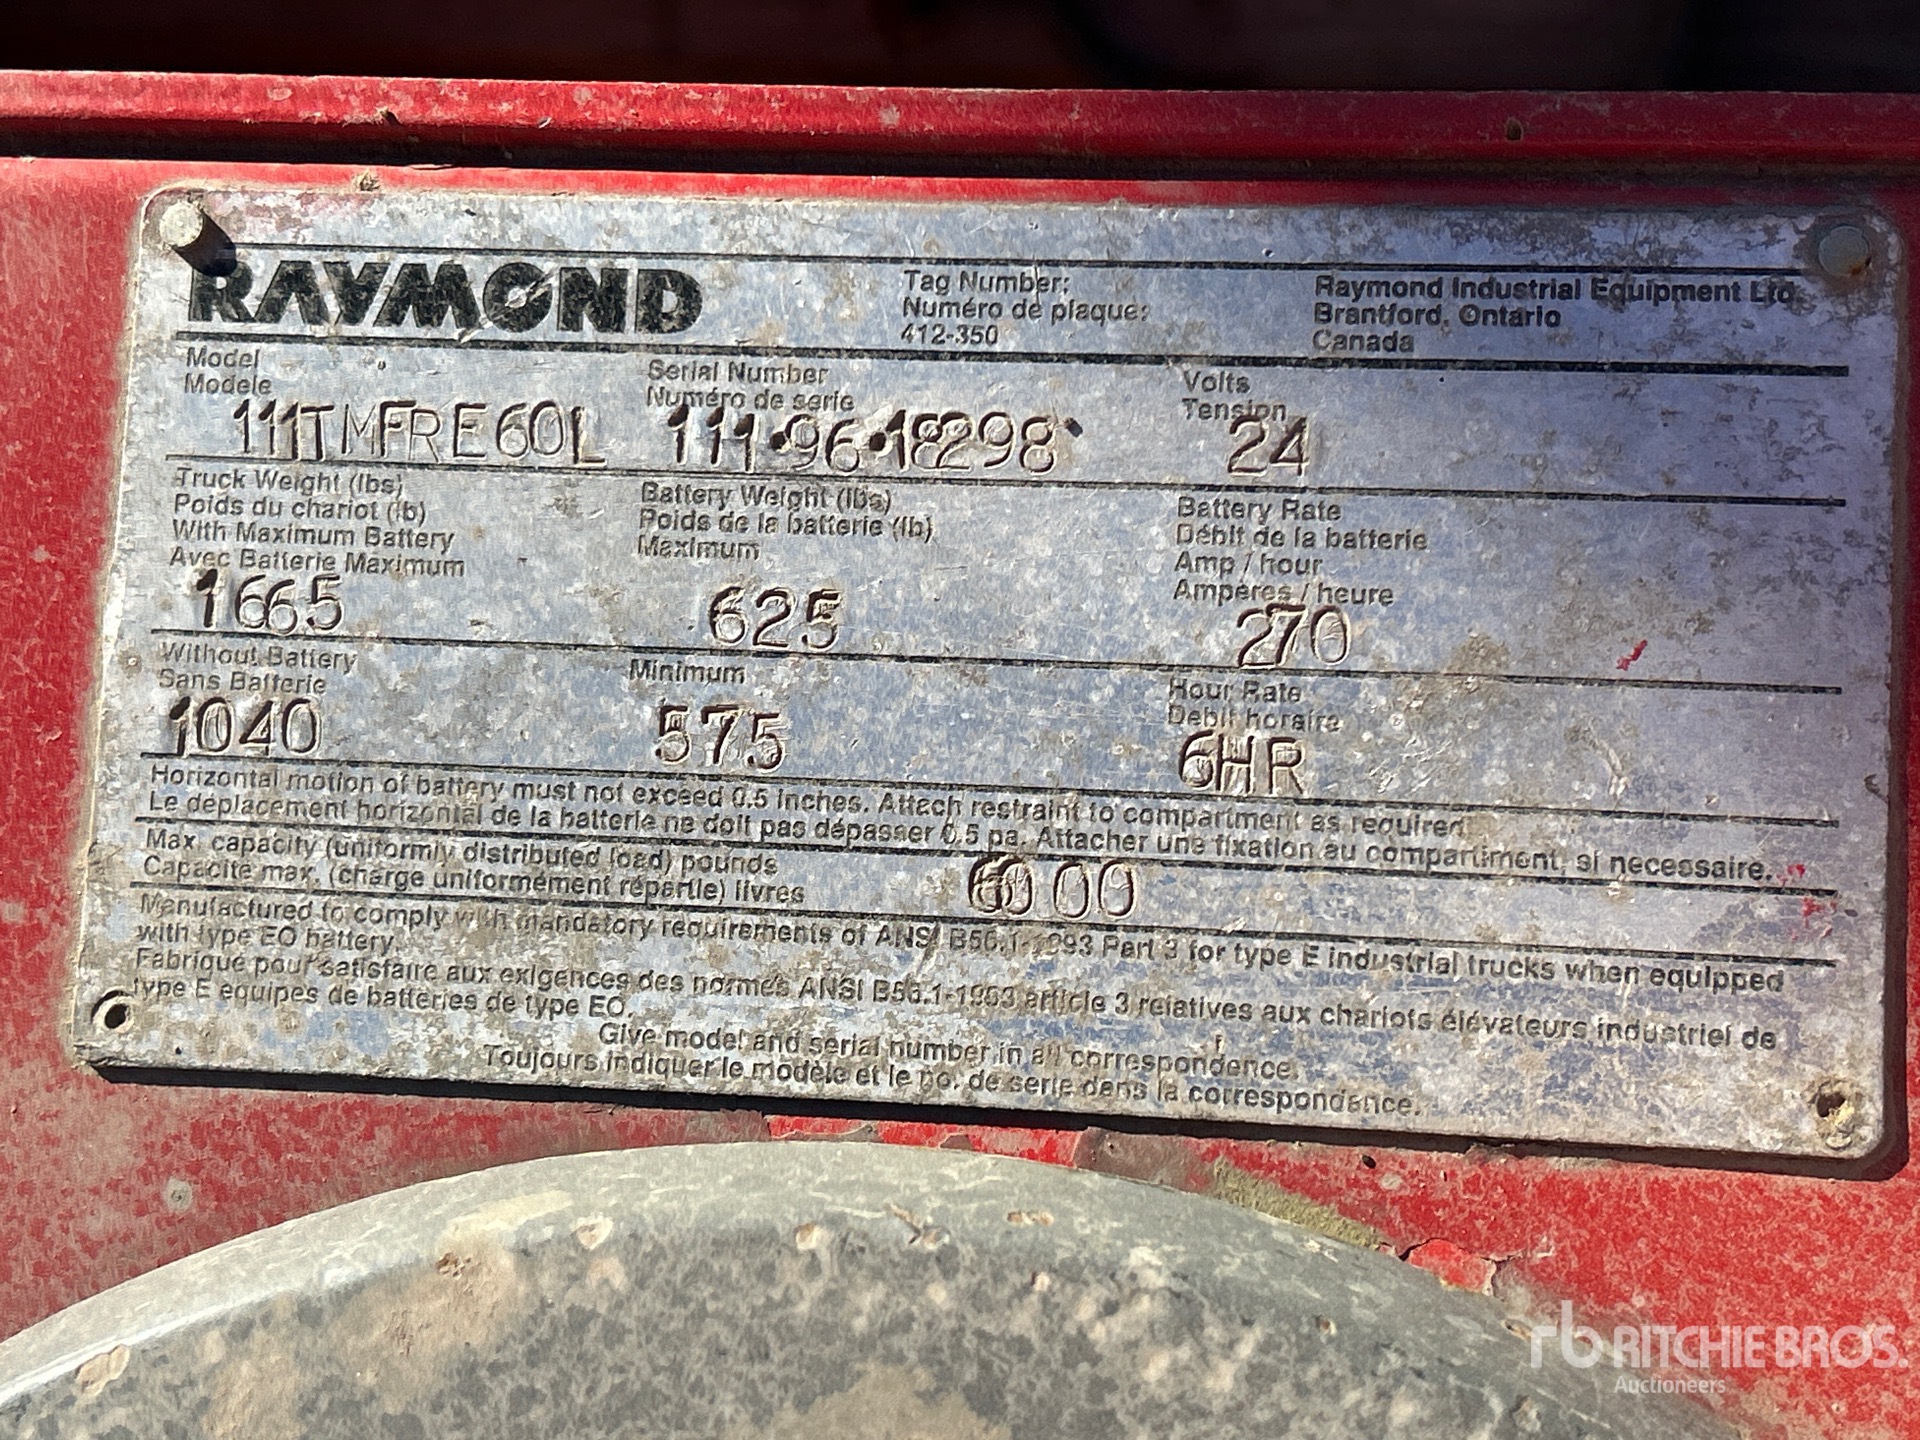 RAYMOND
Tag Number:
Numéro de plaque:
412-350
Raymond Industrial Equipment Ltd.
Brantford, Ontario
Canada
Model
Modele
111TMFRE60L
Serial Number
Numéro de serie
111·96·18298
Volts
Tension
24
Truck Weight (lbs)
Poids du chariot (lb)
With Maximum Battery
Avec Batterie Maximum
1665
Battery Weight (lbs)
Poids de la batterie (lb)
Maximum
625
Battery Rate
Débit de la batterie
Amp / hour
Ampères / heure
270
Without Battery
Sans Batterie
1040
Minimum
575
Hour Rate
Debit horaire
6HR
Horizontal motion of battery must not exceed 0.5 inches. Attach restraint to compartment as required.
Le déplacement horizontal de la batterie ne doit pas dépasser 0.5 pa. Attacher une fixation au compartiment, si necessaire.
Max. capacity (uniformly distributed load) pounds
Capacité max. (charge uniformément répartie) livres
6000
Manufactured to comply with mandatory requirements of ANSI B56.1-1993 Part 3 for type E industrial trucks when equipped
with type EO battery.
Fabriqué pour satisfaire aux exigences des normes ANSI B56.1-1993 article 3 relatives aux chariots élévateurs industriel de
type E equipes de batteries de type EO.
Give model and serial number in all correspondence.
Toujours indiquer le modèle et le no. de serie dans la correspondance.
rb RITCHIE BROS.
Auctioneers